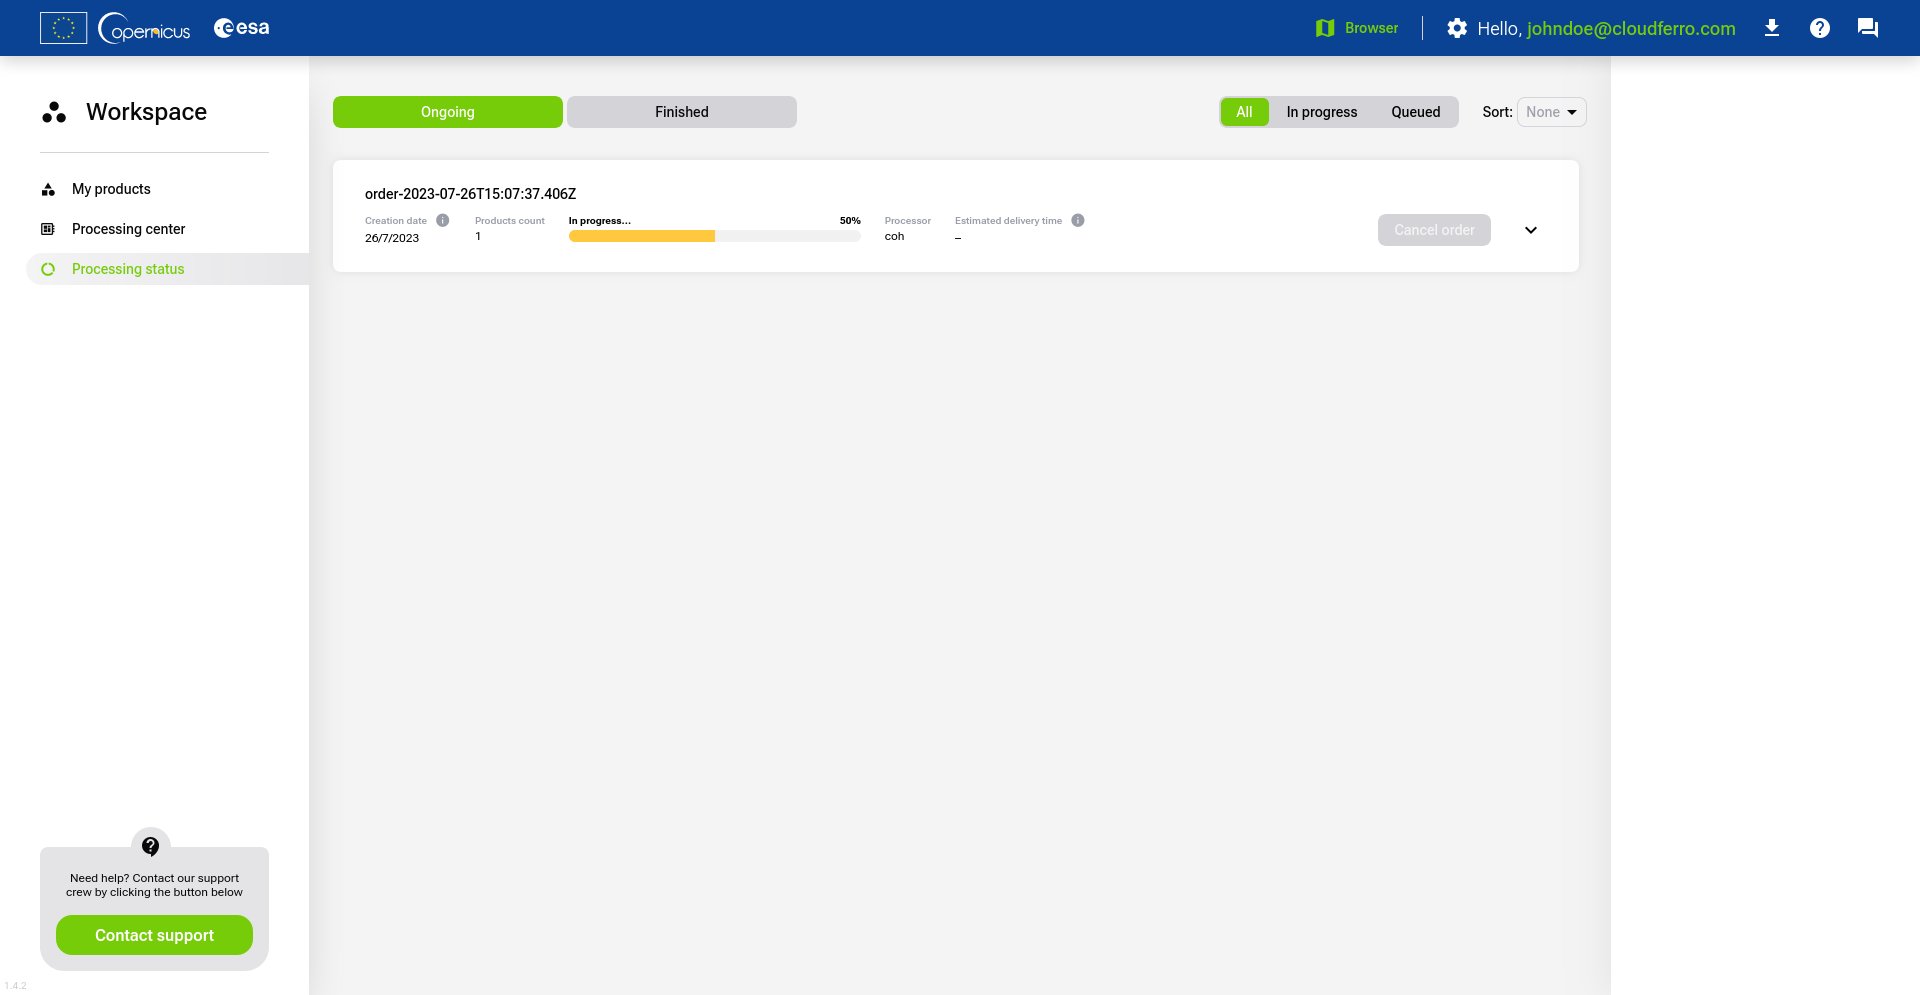 opernicus
esa
Browser
Hello, johndoe@cloudferro.com
Workspace
My products
Processing center
Processing status
Ongoing
Finished
All
In progress
Queued
Sort: None
order-2023-07-26T15:07:37.406Z
Creation date
26/7/2023
Products count
1
In progress... 50%
Processor
coh
Estimated delivery time
–
Cancel order
Need help? Contact our support
crew by clicking the button below
Contact support
1.4.2